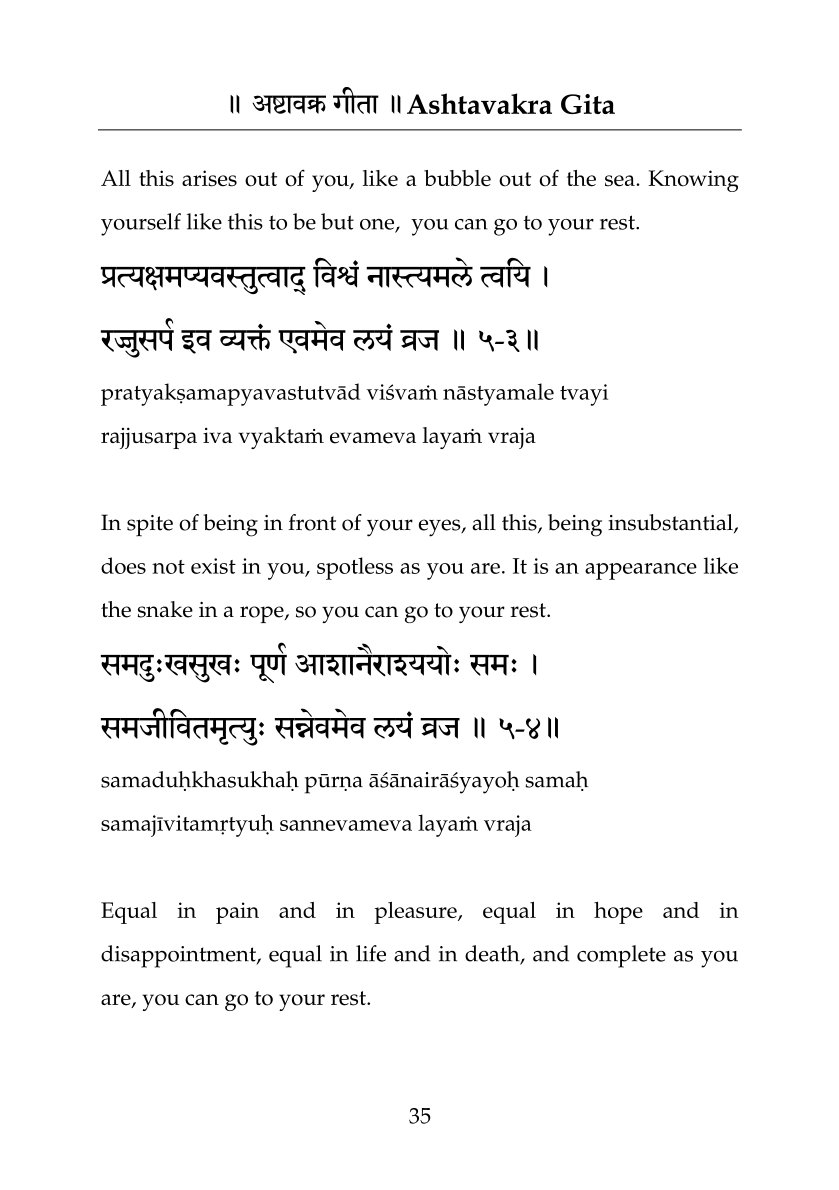 ॥ अष्टावक्र गीता ॥ Ashtavakra Gita
All this arises out of you, like a bubble out of the sea. Knowing
yourself like this to be but one, you can go to your rest.
प्रत्यक्षमप्यवस्तुत्वाद् विश्वं नास्त्यमले त्वयि ।
रज्जुसर्प इव व्यक्तं एवमेव लयं व्रज ॥ ५-३॥
pratyakṣamapyavastutvād viśvaṁ nāstyamale tvayi
rajjusarpa iva vyaktaṁ evameva layaṁ vraja
In spite of being in front of your eyes, all this, being insubstantial,
does not exist in you, spotless as you are. It is an appearance like
the snake in a rope, so you can go to your rest.
समदुःखसुखः पूर्ण आशानैराश्ययोः समः ।
समजीवितमृत्युः सन्नेवमेव लयं व्रज ॥ ५-४॥
samaduḥkhasukhaḥ pūrṇa āśānairāśyayoḥ samaḥ
samajīvitamṛtyuḥ sannevameva layaṁ vraja
Equal in pain and in pleasure, equal in hope and in
disappointment, equal in life and in death, and complete as you
are, you can go to your rest.
35